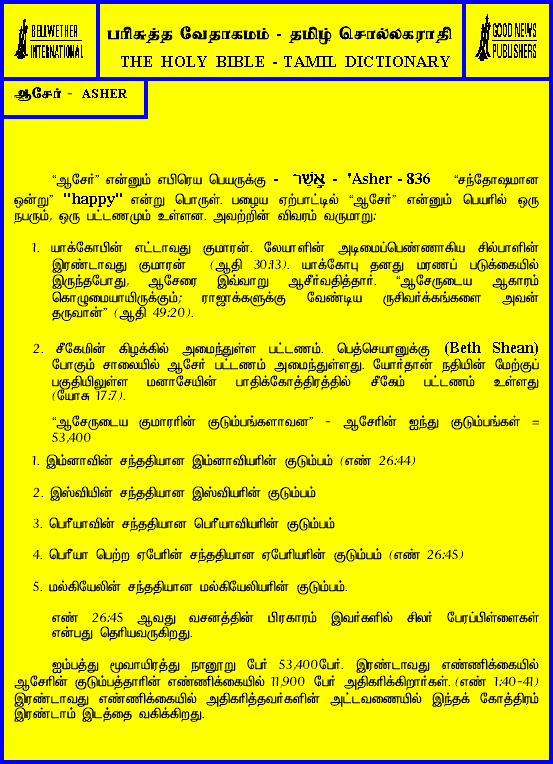 BELLWETHER
INTERNATIONAL
பரிசுத்த வேதாகமம் - தமிழ் சொல்லகராதி
THE HOLY BIBLE - TAMIL DICTIONARY
GOOD NEWS
PUBLISHERS
ஆசேர் - ASHER
“ஆசேர்” என்னும் எபிரெய பெயருக்கு - אָשֵׁר - 'Asher - 836 “சந்தோஷமான
ஒன்று” "happy" என்று பொருள். பழைய ஏற்பாட்டில் “ஆசேர்” என்னும் பெயரில் ஒரு
நபரும், ஒரு பட்டணமும் உள்ளன. அவற்றின் விவரம் வருமாறு:
1. யாக்கோபின் எட்டாவது குமாரன். லேயாளின் அடிமைப்பெண்ணாகிய சில்பாளின்
இரண்டாவது குமாரன் (ஆதி 30:13). யாக்கோபு தனது மரணப் படுக்கையில்
இருந்தபோது, ஆசேரை இவ்வாறு ஆசீர்வதித்தார். “ஆசேருடைய ஆகாரம்
கொழுமையாயிருக்கும்; ராஜாக்களுக்கு வேண்டிய ருசிவர்க்கங்களை அவன்
தருவான்” (ஆதி 49:20).
2. சீகேமின் கிழக்கில் அமைந்துள்ள பட்டணம். பெத்செயானுக்கு (Beth Shean)
போகும் சாலையில் ஆசேர் பட்டணம் அமைந்துள்ளது. யோர்தான் நதியின் மேற்குப்
பகுதியிலுள்ள மனாசேயின் பாதிக்கோத்திரத்தில் சீகேம் பட்டணம் உள்ளது
(யோசு 17:7).
“ஆசேருடைய குமாரரின் குடும்பங்களாவன” - ஆசேரின் ஐந்து குடும்பங்கள் =
53,400
1. இம்னாவின் சந்ததியான இம்னாவியரின் குடும்பம் (எண் 26:44)
2. இஸ்வியின் சந்ததியான இஸ்வியரின் குடும்பம்
3. பெரீயாவின் சந்ததியான பெரீயாவியரின் குடும்பம்
4. பெரீயா பெற்ற ஏபேரின் சந்ததியான ஏபேரியரின் குடும்பம் (எண் 26:45)
5. மல்கியேலின் சந்ததியான மல்கியேலியரின் குடும்பம்.
எண் 26:45 ஆவது வசனத்தின் பிரகாரம் இவர்களில் சிலர் பேரப்பிள்ளைகள்
என்பது தெரியவருகிறது.
ஐம்பத்து மூவாயிரத்து நானூறு பேர் 53,400பேர். இரண்டாவது எண்ணிக்கையில்
ஆசேரின் குடும்பத்தாரின் எண்ணிக்கையில் 11,900 பேர் அதிகரிக்கிறார்கள். (எண் 1:40-41)
இரண்டாவது எண்ணிக்கையில் அதிகரித்தவர்களின் அட்டவணையில் இந்தக் கோத்திரம்
இரண்டாம் இடத்தை வகிக்கிறது.